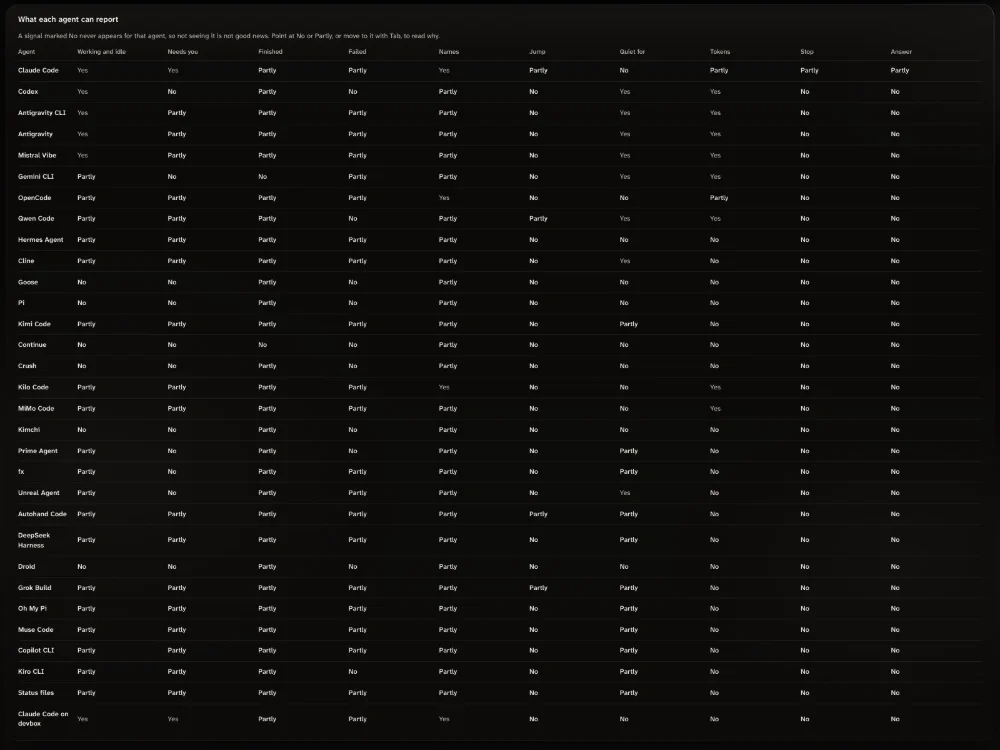 What each agent can report
A signal marked No never appears for that agent, so not seeing it is not good news. Point at No or Partly, or move to it with Tab, to read why.
Agent Working and idle Needs you Finished Failed Names Jump Quiet for Tokens Stop Answer
Claude Code Yes Yes Partly Partly Yes Partly No Partly Partly Partly
Codex Yes No Partly No Partly No Yes Yes No No
Antigravity CLI Yes Partly Partly Partly Partly No Yes Yes No No
Antigravity Yes Partly Partly Partly Partly No Yes Yes No No
Mistral Vibe Yes Partly Partly Partly Partly No Yes Yes No No
Gemini CLI Partly No No Partly Partly No Yes Yes No No
OpenCode Partly Partly Partly Partly Yes No No Partly No No
Qwen Code Partly Partly Partly No Partly Partly Yes Yes No No
Hermes Agent Partly Partly Partly Partly Partly No No No No No
Cline Partly Partly Partly Partly Partly No Yes No No No
Goose No No Partly No Partly No No No No No
Pi No No Partly No Partly No No No No No
Kimi Code Partly Partly Partly Partly Partly No Partly No No No
Continue No No No No Partly No No No No No
Crush No No Partly No Partly No No No No No
Kilo Code Partly Partly Partly Partly Yes No No Yes No No
MiMo Code Partly Partly Partly Partly Partly No No Yes No No
Kimchi No No Partly No Partly No No No No No
Prime Agent Partly No Partly No Partly No Partly No No No
fx Partly No Partly Partly Partly No Partly No No No
Unreal Agent Partly No Partly Partly Partly No Yes No No No
Autohand Code Partly Partly Partly Partly Partly Partly Partly No No No
DeepSeek
Harness Partly Partly Partly Partly Partly No Partly No No No
Droid No No Partly No Partly No No No No No
Grok Build Partly Partly Partly Partly Partly Partly Partly No No No
Oh My Pi Partly Partly Partly Partly Partly No Partly No No No
Muse Code Partly Partly Partly Partly Partly No Partly No No No
Copilot CLI Partly Partly Partly Partly Partly No Partly No No No
Kiro CLI Partly Partly Partly No Partly No Partly No No No
Status files Partly Partly Partly Partly Partly No Partly No No No
Claude Code on
devbox Yes Yes Partly Partly Yes No No No No No